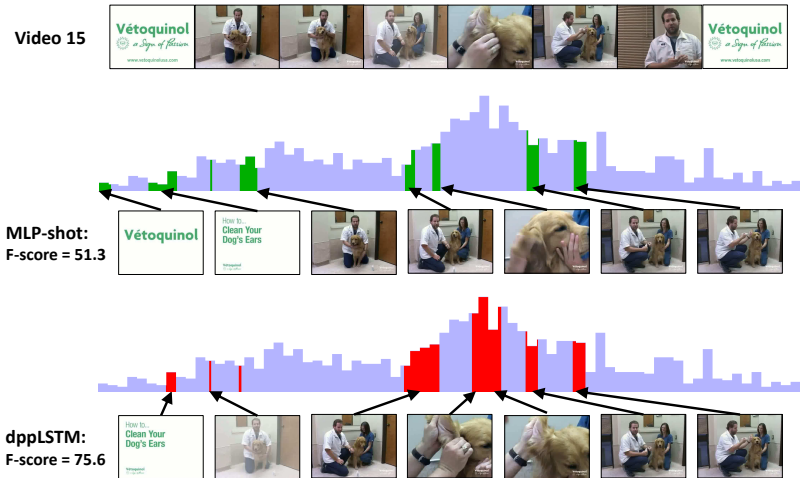 Video 15
Vétoquinol
a Sign of Passion
www.vetoquinolusa.com
Vétoquinol
a Sign of Passion
www.vetoquinolusa.com
MLP-shot:
F-score = 51.3
Vétoquinol
How to...
Clean Your
Dog's Ears
Vétoquinol
dppLSTM:
F-score = 75.6
How to...
Clean Your
Dog's Ears
Vétoquinol